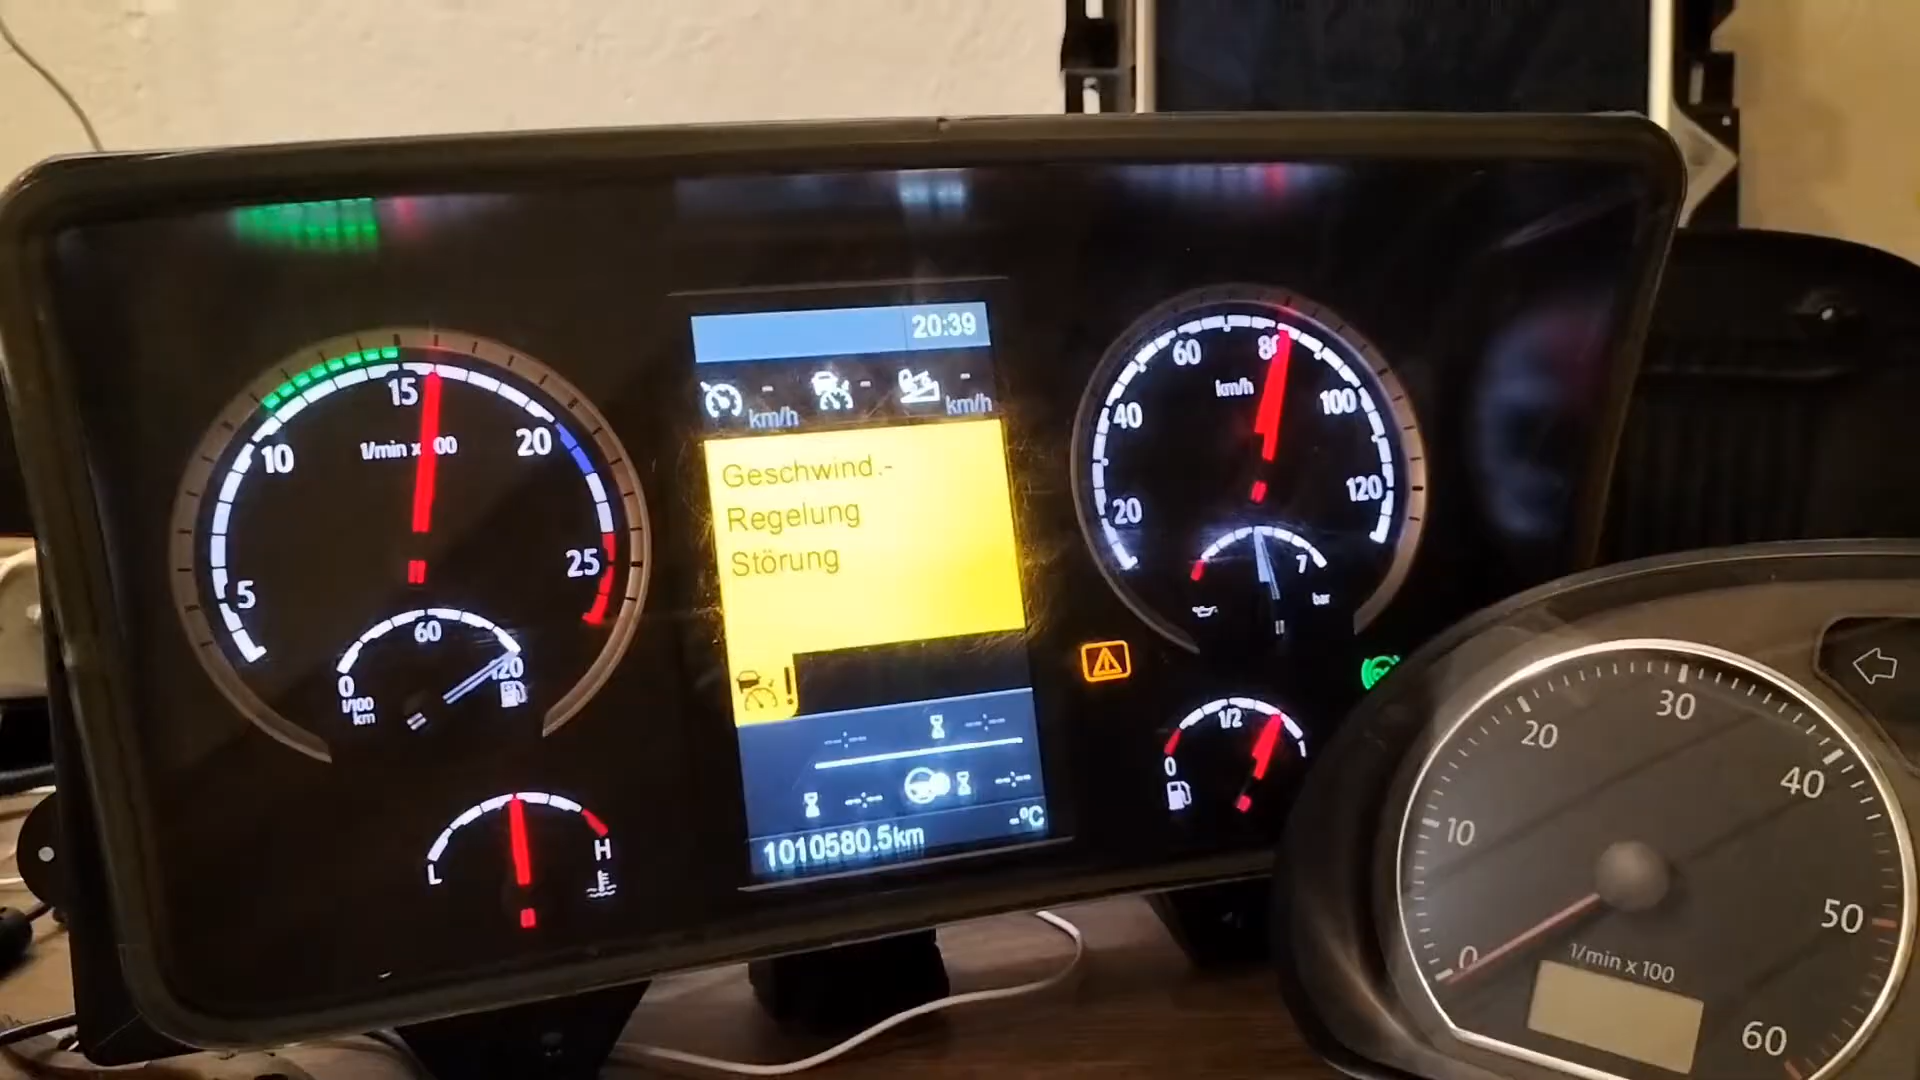 5
10
15
20
25
1/min x100
0
60
120
l/100
km
L
H
20:39
- - -
km/h km/h
Geschwind.-
Regelung
Störung
!
--:-- --:--
--:-- --:--
-°C
1010580.5km
20
40
60
80
100
120
km/h
7
bar
0
1/2
0
10
20
30
40
50
60
1/min x 100